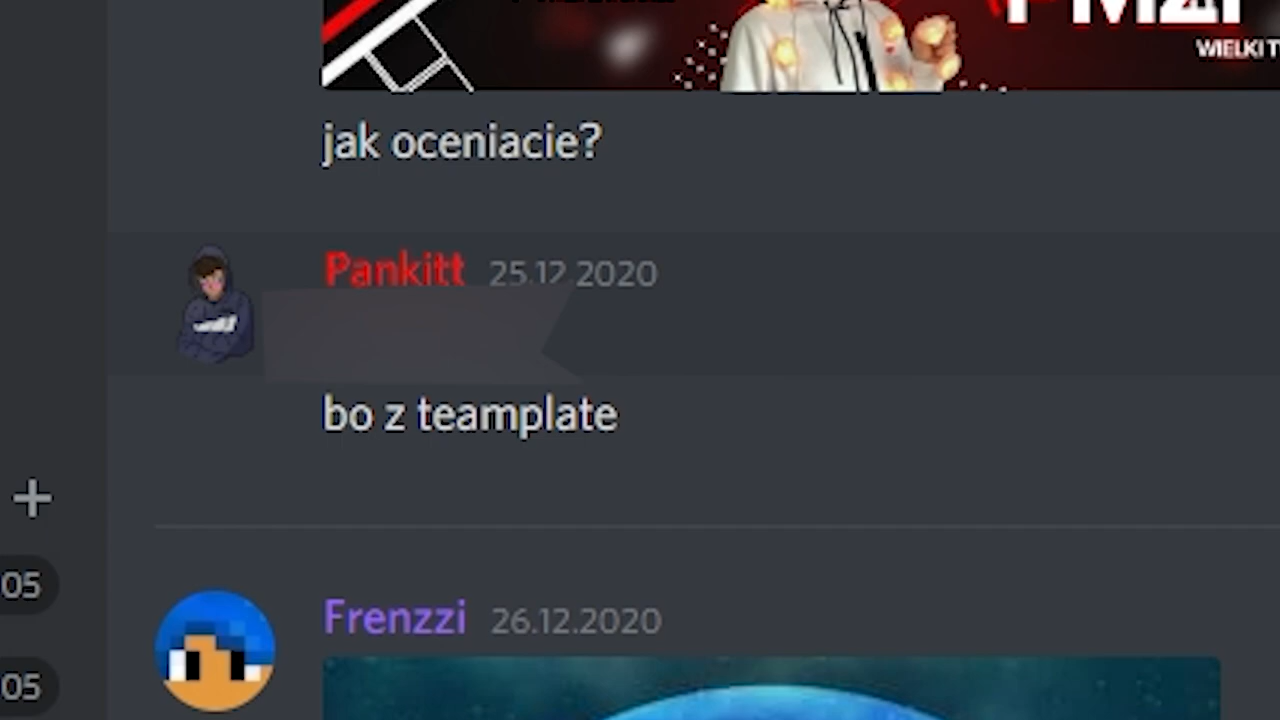 WIELKI
jak oceniacie?
Pankitt 25.12.2020
bo z teamplate
05
Frenzzi 26.12.2020
05